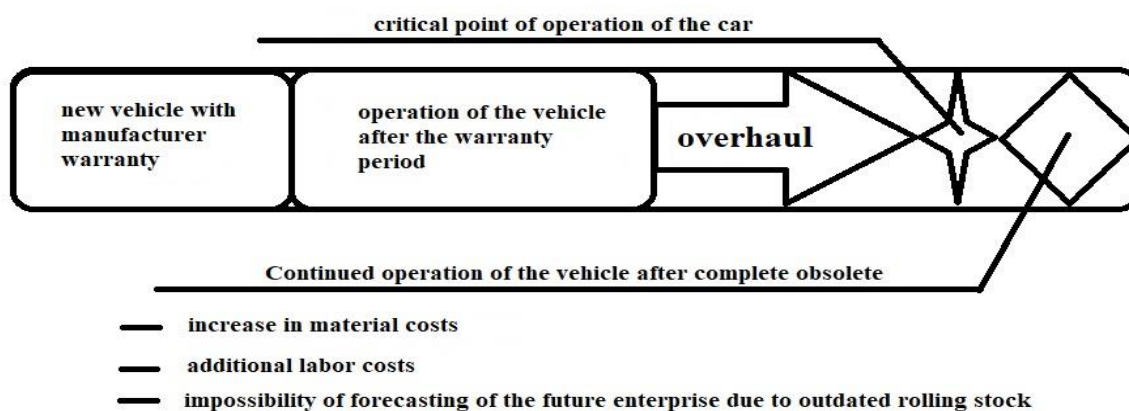 critical point of operation of the car
new vehicle with
manufacturer
warranty
operation of the vehicle
after the warranty
period
overhaul
Continued operation of the vehicle after complete obsolete
increase in material costs
additional labor costs
impossibility of forecasting of the future enterprise due to outdated rolling stock